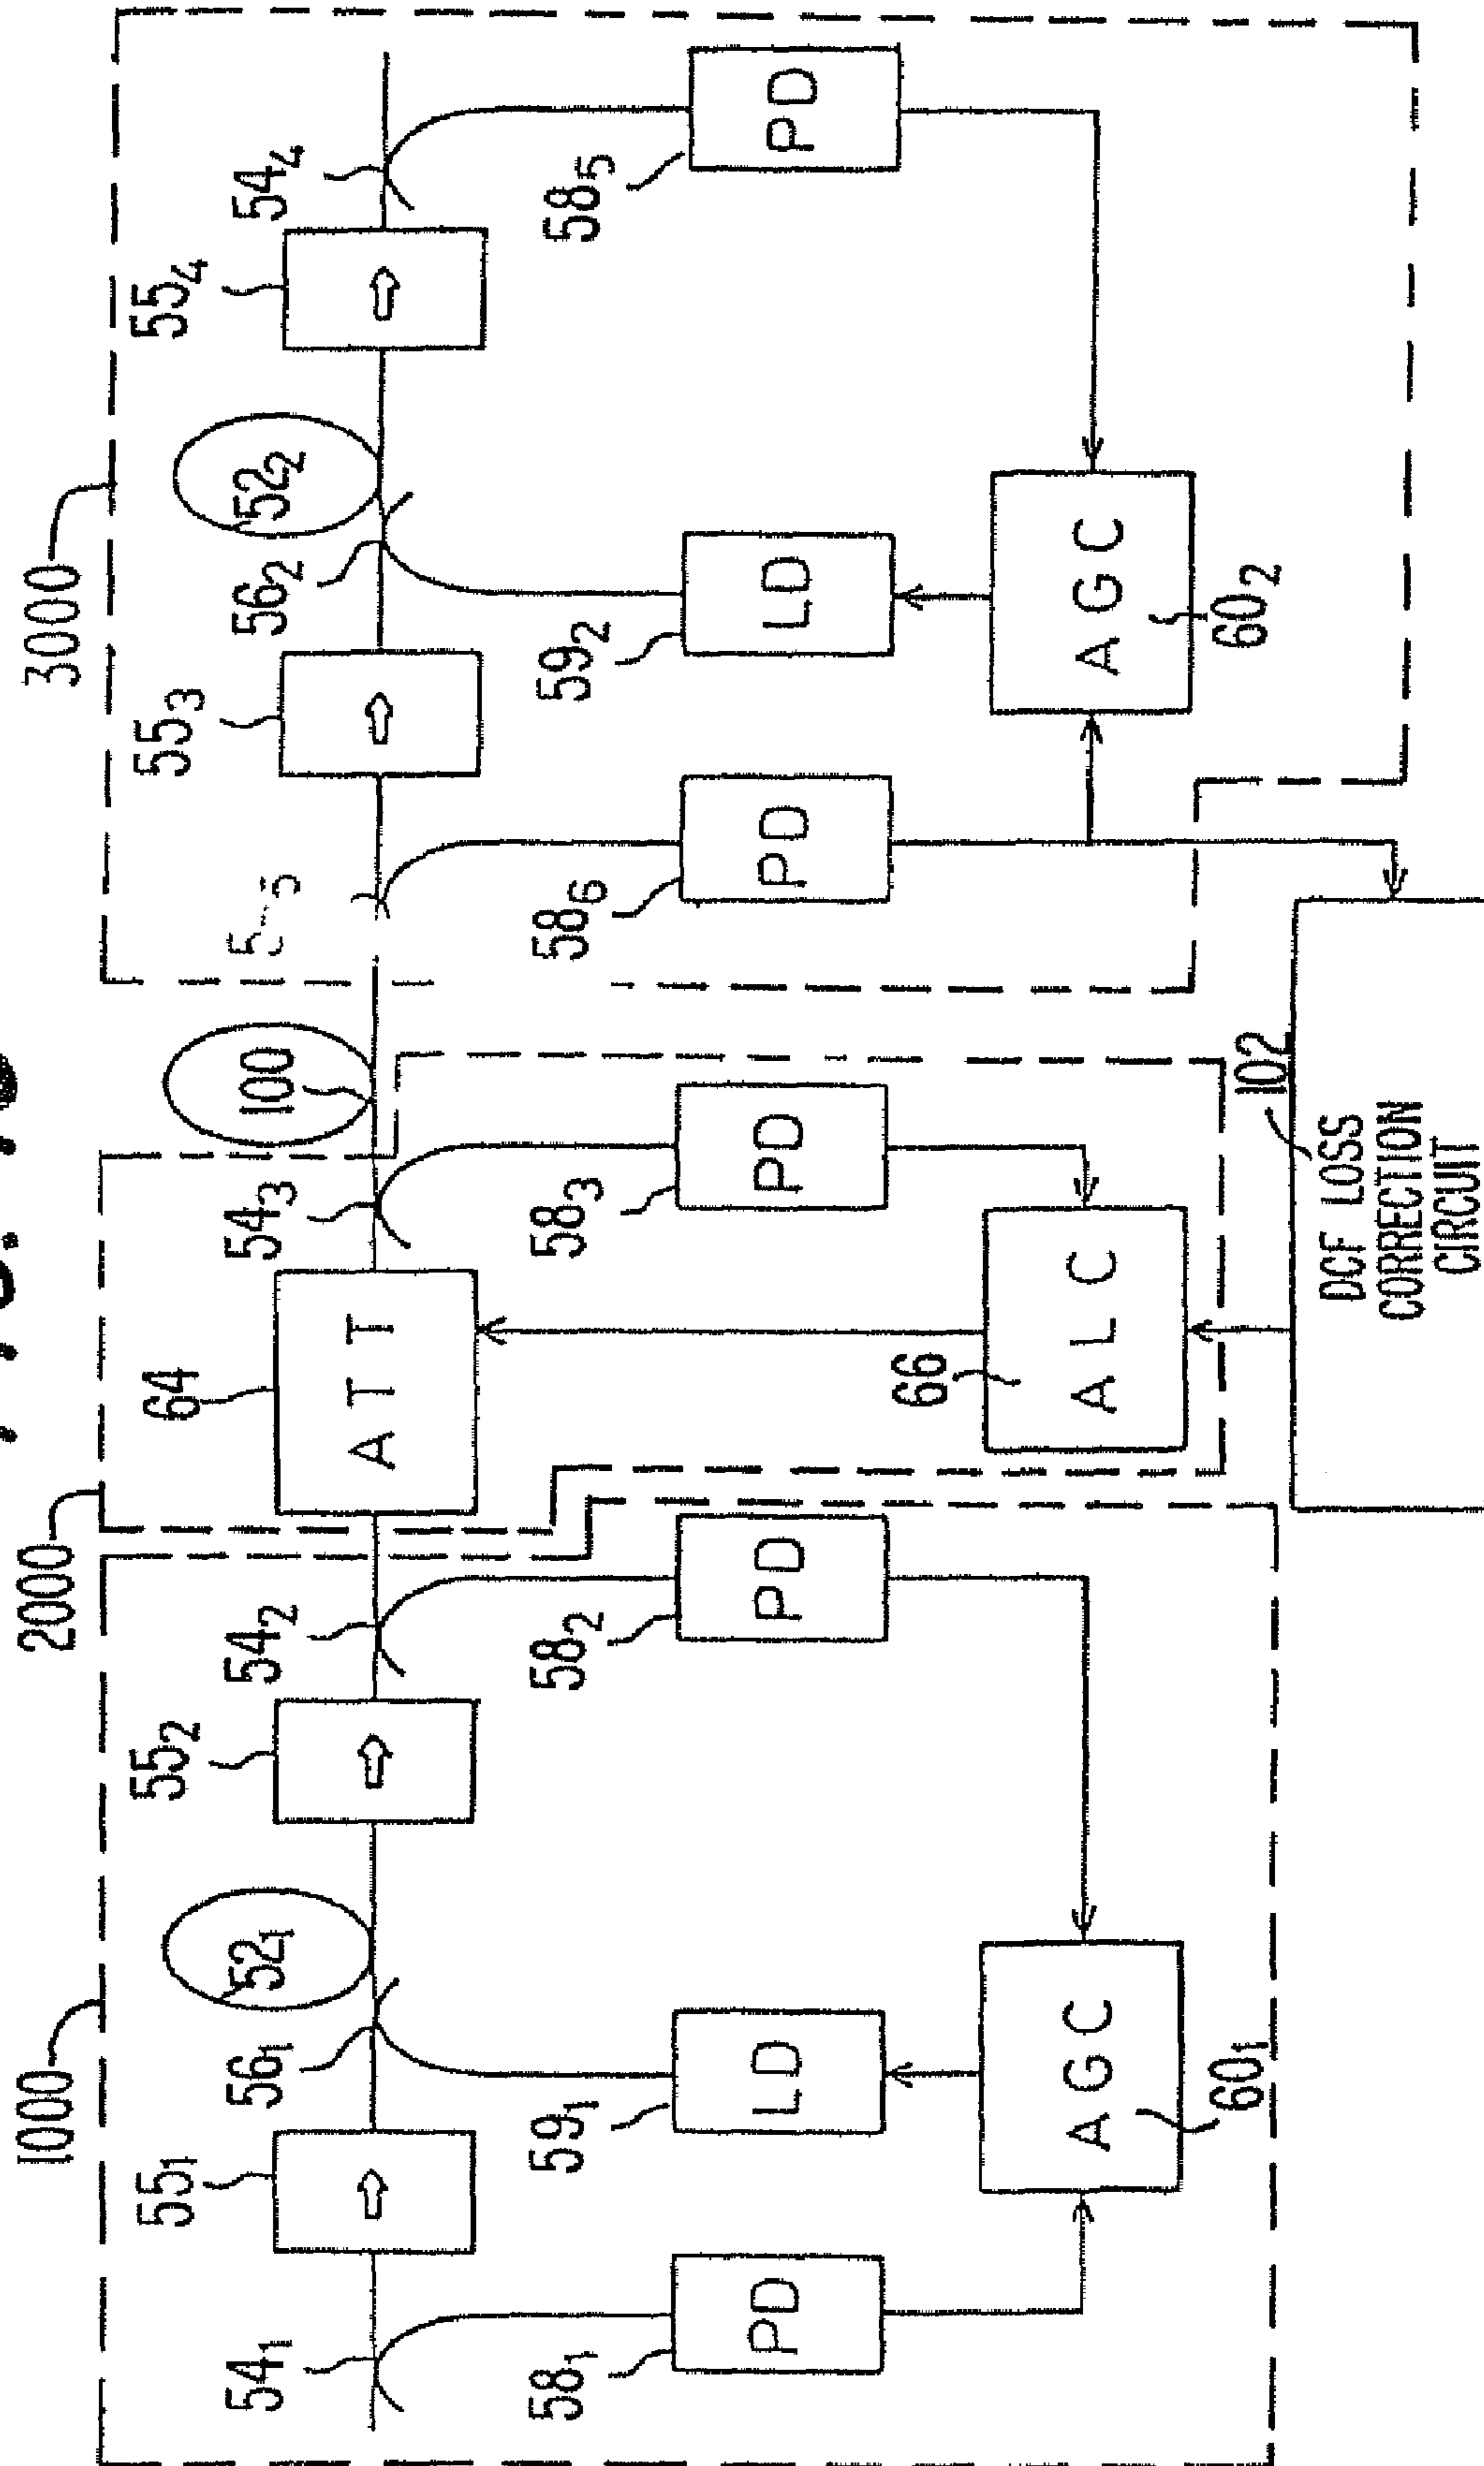 1000
2000
3000
54₁
55₁
56₁
52₁
55₂
54₂
64
54₃
100
55₃
56₂
52₂
55₄
54₄
ATT
58₁
PD
59₁
LD
58₂
PD
58₃
PD
58₆
PD
59₂
LD
58₅
PD
AGC
60₁
66
ALC
AGC
60₂
102
DCF LOSS
CORRECTION
CIRCUIT